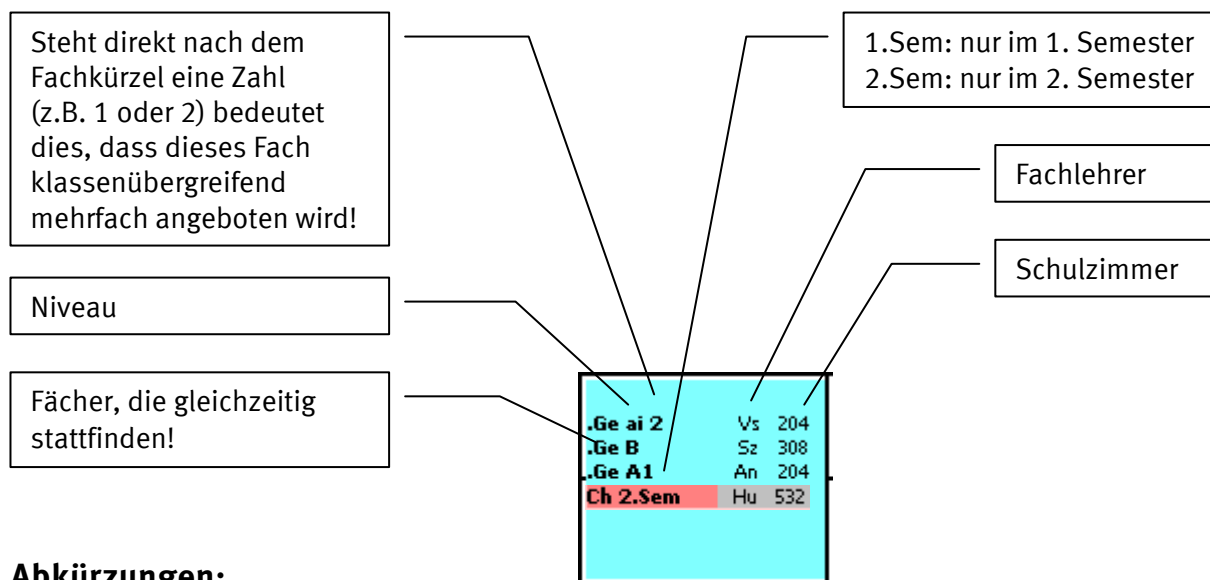 Steht direkt nach dem
Fachkürzel eine Zahl
(z.B. 1 oder 2) bedeutet
dies, dass dieses Fach
klassenübergreifend
mehrfach angeboten wird!
Niveau
Fächer, die gleichzeitig
stattfinden!
1.Sem: nur im 1. Semester
2.Sem: nur im 2. Semester
Fachlehrer
Schulzimmer
.Ge ai 2 Vs 204
.Ge B Sz 308
.Ge A1 An 204
Ch 2.Sem Hu 532
Abkürzungen: